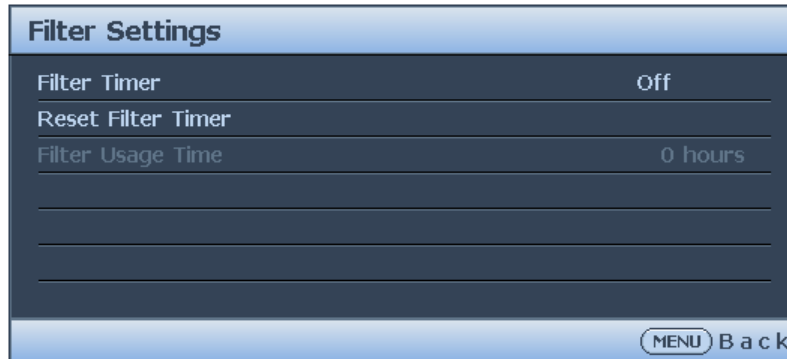 Filter Settings
Filter Timer Off
Reset Filter Timer
Filter Usage Time 0 hours
MENU Back